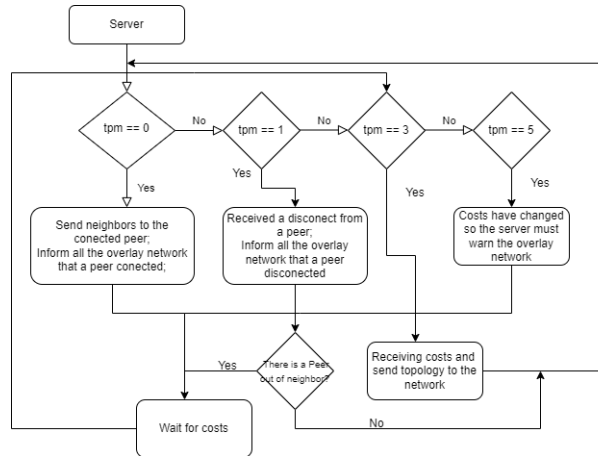 Server
tpm == 0
No
tpm == 1
No
tpm == 3
No
tpm == 5
Yes
Yes
Yes
Yes
Send neighbors to the
conected peer;
Inform all the overlay network
that a peer conected;
Received a disconect from
a peer;
Inform all the overlay
network that a peer
disconected
Costs have changed
so the server must
warn the overlay
network
Yes
There is a Peer
out of neighbor?
Receiving costs and
send topology to the
network
Wait for costs
No